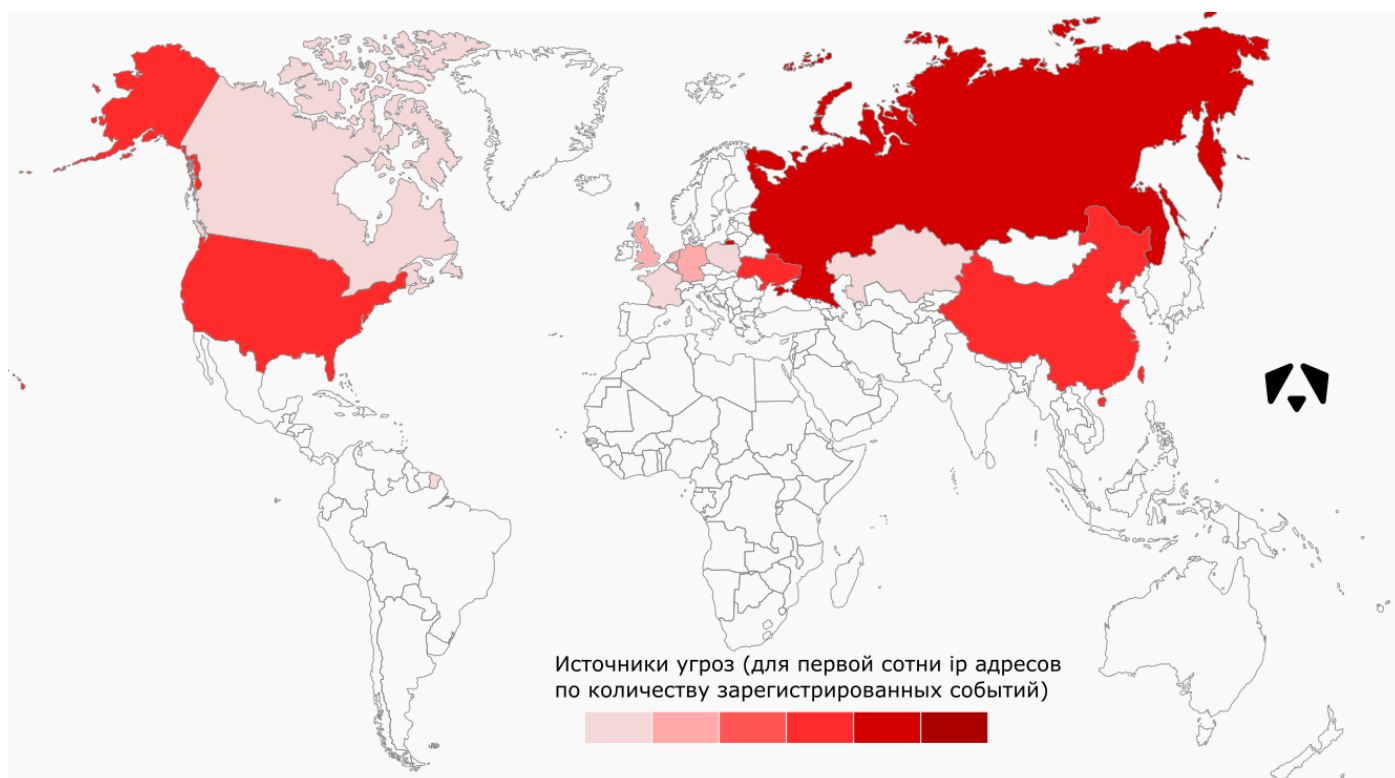 Источники угроз (для первой сотни ip адресов
по количеству зарегистрированных событий)